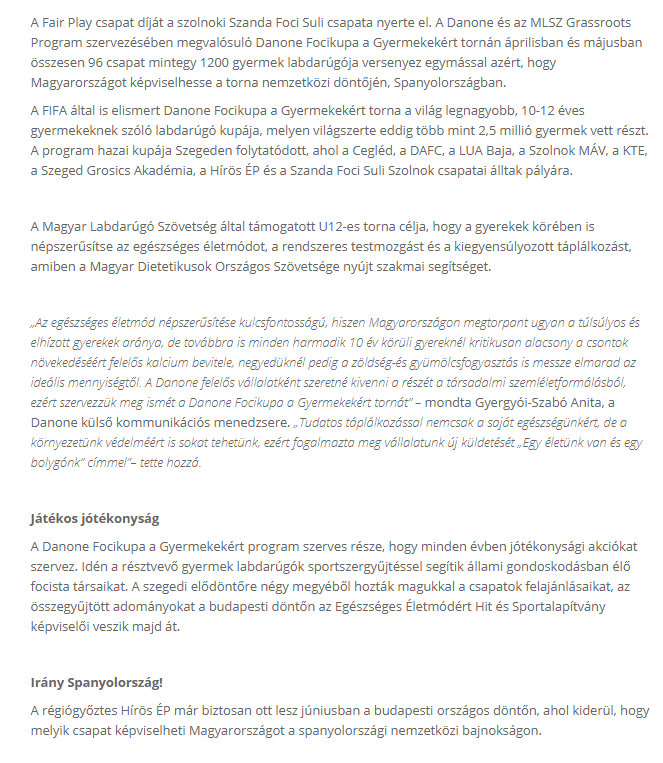 A Fair Play csapat díját a szolnoki Szanda Foci Suli csapata nyerte el. A Danone és az MLSZ Grassroots
Program szervezésében megvalósuló Danone Focikupa a Gyermekekért tornán áprilisban és májusban
összesen 96 csapat mintegy 1200 gyermek labdarúgója versenyez egymással azért, hogy
Magyarországot képviselhesse a torna nemzetközi döntőjén, Spanyolországban.
A FIFA által is elismert Danone Focikupa a Gyermekekért torna a világ legnagyobb, 10-12 éves
gyermekeknek szóló labdarúgó kupája, melyen világszerte eddig több mint 2,5 millió gyermek vett részt.
A program hazai kupája Szegeden folytatódott, ahol a Cegléd, a DAFC, a LUA Baja, a Szolnok MÁV, a KTE,
a Szeged Grosics Akadémia, a Hírös ÉP és a Szanda Foci Suli Szolnok csapatai álltak pályára.
A Magyar Labdarúgó Szövetség által támogatott U12-es torna célja, hogy a gyerekek körében is
népszerűsítse az egészséges életmódot, a rendszeres testmozgást és a kiegyensúlyozott táplálkozást,
amiben a Magyar Dietetikusok Országos Szövetsége nyújt szakmai segítséget.
„Az egészséges életmód népszerűsítése kulcsfontosságú, hiszen Magyarországon megtorpant ugyan a túlsúlyos és
elhízott gyerekek aránya, de továbbra is minden harmadik 10 év körüli gyereknél kritikusan alacsony a csontok
növekedéséért felelős kalcium bevitele, negyedüknél pedig a zöldség-és gyümölcsfogyasztás is messze elmarad az
ideális mennyiségtől. A Danone felelős vállalatként szeretné kivenni a részét a társadalmi szemléletformálásból,
ezért szervezzük meg ismét a Danone Focikupa a Gyermekekért tornát” – mondta Gyergyói-Szabó Anita, a
Danone külső kommunikációs menedzsere. „Tudatos táplálkozással nemcsak a saját egészségünkért, de a
környezetünk védelméért is sokat tehetünk, ezért fogalmazta meg vállalatunk új küldetését „Egy életünk van és egy
bolygónk” címmel”– tette hozzá.
Játékos jótékonyság
A Danone Focikupa a Gyermekekért program szerves része, hogy minden évben jótékonysági akciókat
szervez. Idén a résztvevő gyermek labdarúgók sportszergyűjtéssel segítik állami gondoskodásban élő
focista társaikat. A szegedi elődöntőre négy megyéből hozták magukkal a csapatok felajánlásaikat, az
összegyűjtött adományokat a budapesti döntőn az Egészséges Életmódért Hit és Sportalapítvány
képviselői veszik majd át.
Irány Spanyolország!
A régiógyőztes Hírös ÉP már biztosan ott lesz júniusban a budapesti országos döntőn, ahol kiderül, hogy
melyik csapat képviselheti Magyarországot a spanyolországi nemzetközi bajnokságon.